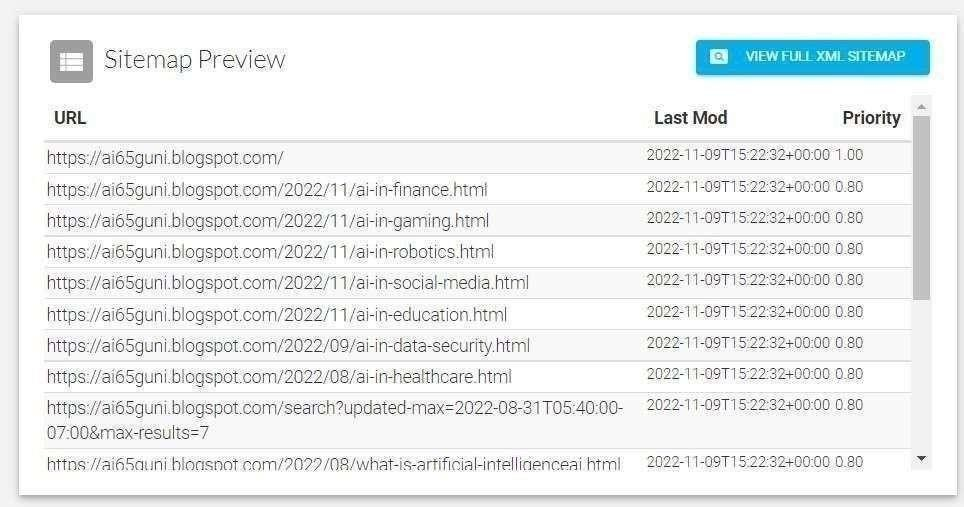 Sitemap Preview
VIEW FULL XML SITEMAP
URL Last Mod Priority
https://ai65guni.blogspot.com/ 2022-11-09T15:22:32+00:00 1.00
https://ai65guni.blogspot.com/2022/11/ai-in-finance.html 2022-11-09T15:22:32+00:00 0.80
https://ai65guni.blogspot.com/2022/11/ai-in-gaming.html 2022-11-09T15:22:32+00:00 0.80
https://ai65guni.blogspot.com/2022/11/ai-in-robotics.html 2022-11-09T15:22:32+00:00 0.80
https://ai65guni.blogspot.com/2022/11/ai-in-social-media.html 2022-11-09T15:22:32+00:00 0.80
https://ai65guni.blogspot.com/2022/11/ai-in-education.html 2022-11-09T15:22:32+00:00 0.80
https://ai65guni.blogspot.com/2022/09/ai-in-data-security.html 2022-11-09T15:22:32+00:00 0.80
https://ai65guni.blogspot.com/2022/08/ai-in-healthcare.html 2022-11-09T15:22:32+00:00 0.80
https://ai65guni.blogspot.com/search?updated-max=2022-08-31T05:40:00- 2022-11-09T15:22:32+00:00 0.80
07:00&max-results=7
https://ai65guni.blogspot.com/2022/08/what-is-artificial-intelligenceai.html 2022-11-09T15:22:32+00:00 0.80